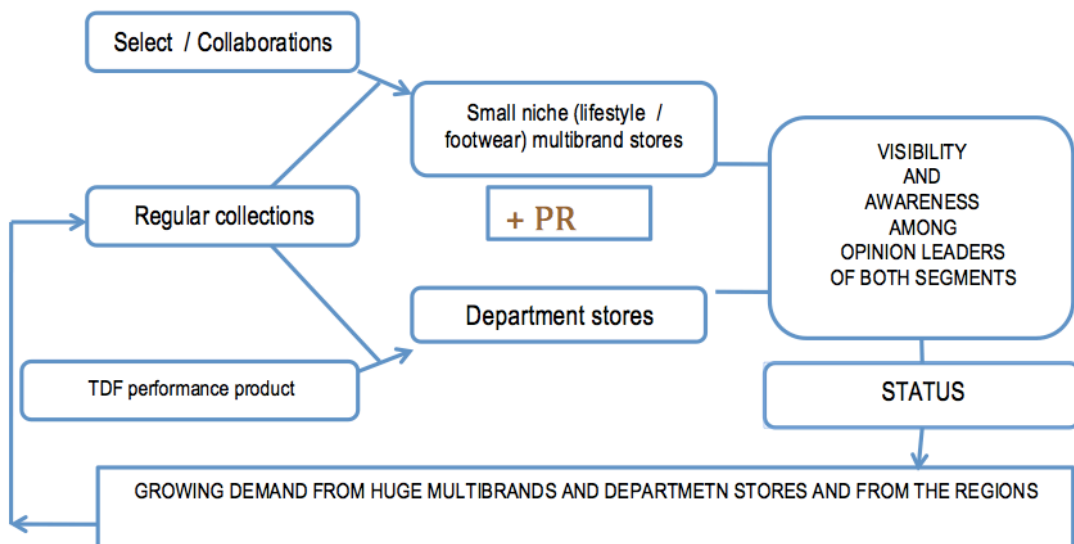 Select / Collaborations
Small niche (lifestyle /
footwear) multibrand stores
VISIBILITY
AND
AWARENESS
AMONG
OPINION LEADERS
OF BOTH SEGMENTS
Regular collections
+ PR
Department stores
TDF performance product
STATUS
GROWING DEMAND FROM HUGE MULTIBRANDS AND DEPARTMETN STORES AND FROM THE REGIONS